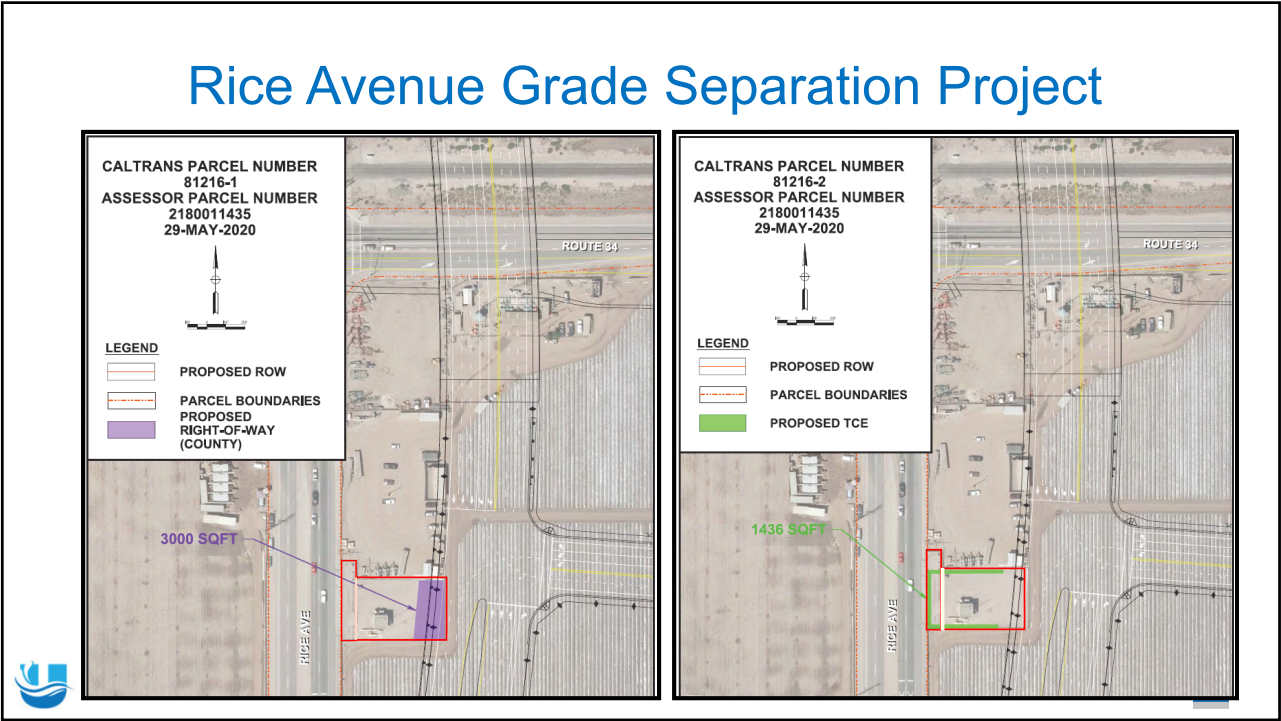 Rice Avenue Grade Separation Project
CALTRANS PARCEL NUMBER
81216-1
ASSESSOR PARCEL NUMBER
2180011435
29-MAY-2020
LEGEND
PROPOSED ROW
PARCEL BOUNDARIES
PROPOSED
RIGHT-OF-WAY
(COUNTY)
ROUTE 34
3000 SQFT
RICE AVE
CALTRANS PARCEL NUMBER
81216-2
ASSESSOR PARCEL NUMBER
2180011435
29-MAY-2020
LEGEND
PROPOSED ROW
PARCEL BOUNDARIES
PROPOSED TCE
ROUTE 34
1436 SQFT
RICE AVE